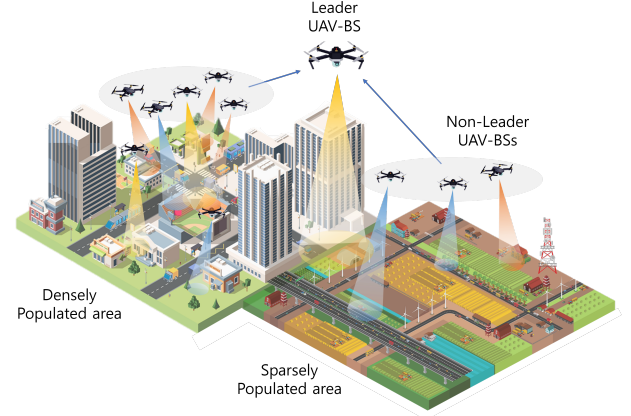 Leader
UAV-BS
Non-Leader
UAV-BSs
Densely
Populated area
Sparsely
Populated area